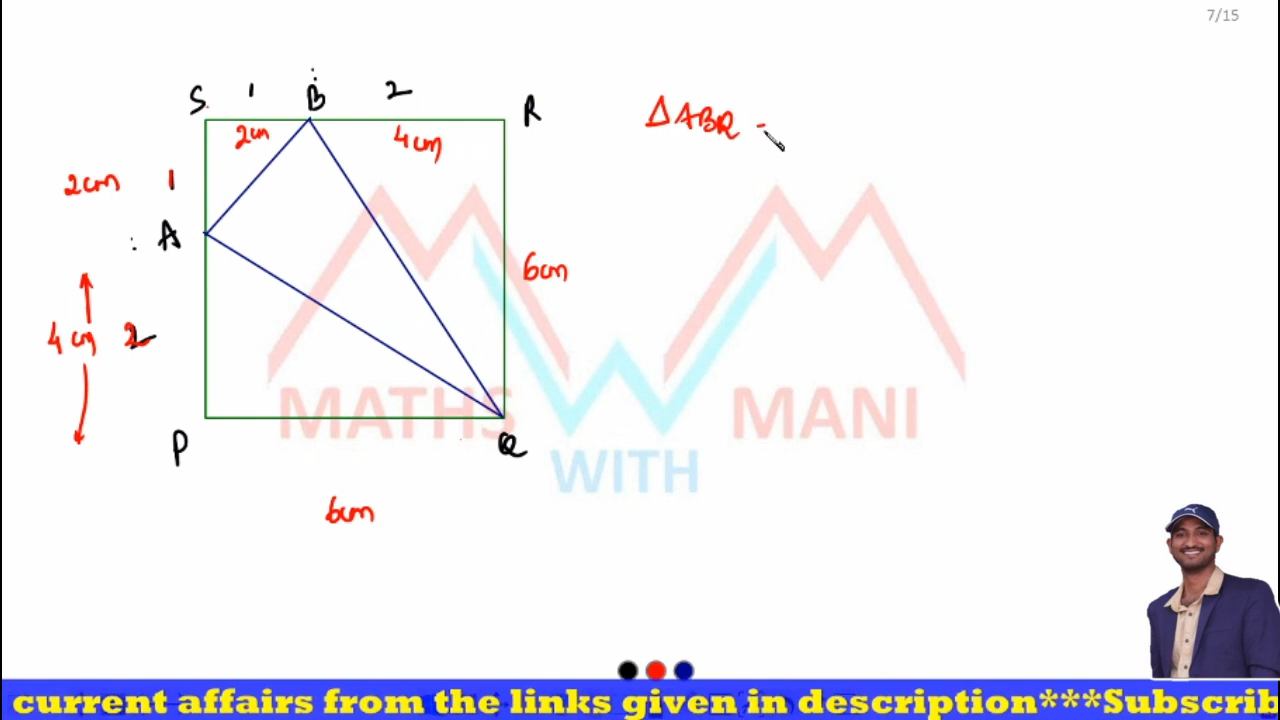 7/15
S 1 B 2 R
2cm 4cm
ΔABQ -
2cm 1
A
6cm
4cm 2
MATHS MANI
WITH
P Q
6cm
current affairs from the links given in description***Subscrib